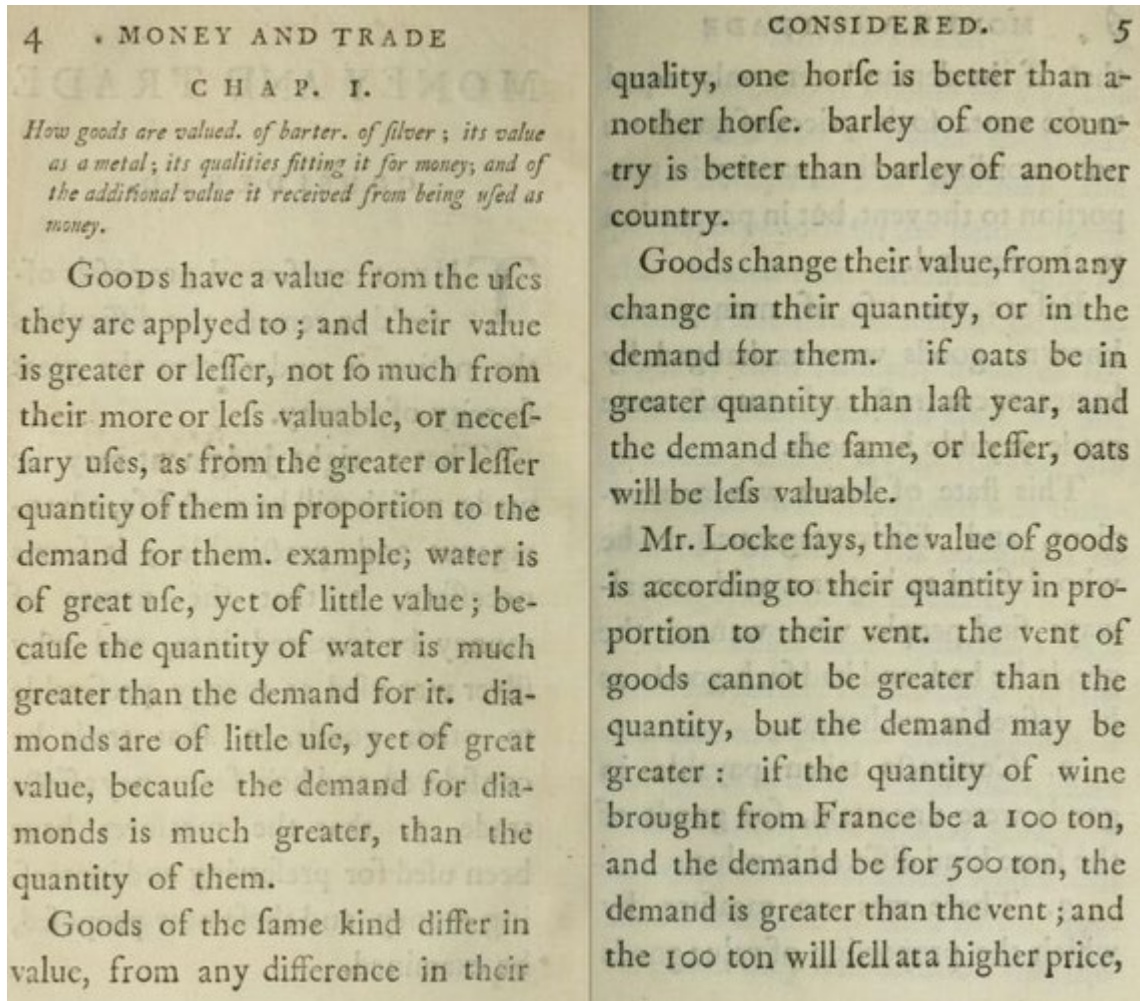 4 . MONEY AND TRADE
CHAP. I.
How goods are valued. of barter. of ſilver ; its value
as a metal ; its qualities fitting it for money; and of
the additional value it received from being uſed as
money.
GOODS have a value from the uſes
they are applyed to ; and their value
is greater or leſſer, not ſo much from
their more or leſs valuable, or neceſ-
ſary uſes, as from the greater or leſſer
quantity of them in proportion to the
demand for them. example; water is
of great uſe, yet of little value ; be-
cauſe the quantity of water is much
greater than the demand for it. dia-
monds are of little uſe, yet of great
value, becauſe the demand for dia-
monds is much greater, than the
quantity of them.
Goods of the ſame kind differ in
value, from any difference in their
CONSIDERED. 5
quality, one horſe is better than a-
nother horſe. barley of one coun-
try is better than barley of another
country.
Goods change their value, from any
change in their quantity, or in the
demand for them. if oats be in
greater quantity than laſt year, and
the demand the ſame, or leſſer, oats
will be leſs valuable.
Mr. Locke ſays, the value of goods
is according to their quantity in pro-
portion to their vent. the vent of
goods cannot be greater than the
quantity, but the demand may be
greater : if the quantity of wine
brought from France be a 100 ton,
and the demand be for 500 ton, the
demand is greater than the vent ; and
the 100 ton will ſell at a higher price,